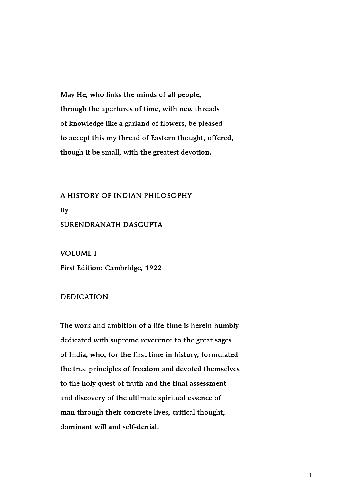 May He, who links the minds of all people,
through the apertures of time, with new threads
of knowledge like a garland of flowers, be pleased
to accept this my thread of Eastern thought, offered,
though it be small, with the greatest devotion.
A HISTORY OF INDIAN PHILOSOPHY
By
SURENDRANATH DASGUPTA
VOLUME I
First Edition: Cambridge, 1922
DEDICATION
The work and ambition of a life-time is herein humbly
dedicated with supreme reverence to the great sages
of India, who, for the first time in history, formulated
the true principles of freedom and devoted themselves
to the holy quest of truth and the final assessment
and discovery of the ultimate spiritual essence of
man through their concrete lives, critical thought,
dominant will and self-denial.
1